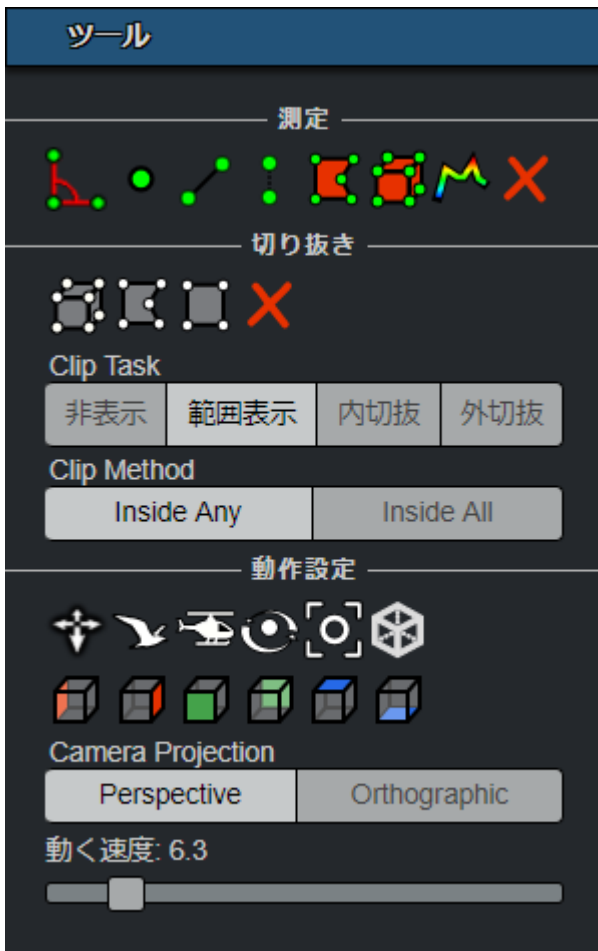 ツール
測定
切り抜き
Clip Task
非表示 範囲表示 内切抜 外切抜
Clip Method
Inside Any Inside All
動作設定
Camera Projection
Perspective Orthographic
動く速度: 6.3